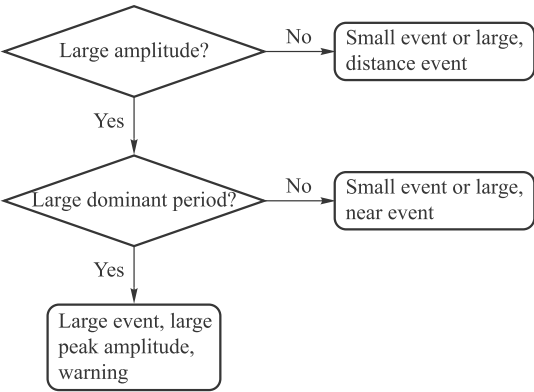 Large amplitude?
No
Small event or large,
distance event
Yes
Large dominant period?
No
Small event or large,
near event
Yes
Large event, large
peak amplitude,
warning